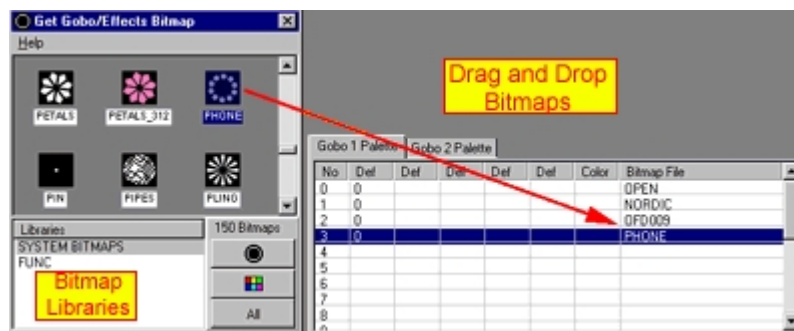 Get Gobo/Effects Bitmap
Help
PETALS PETALS_312 PHONE
PIN PIPES PLING
Libraries
150 Bitmaps
SYSTEM BITMAPS
FUNC
Bitmap
Libraries
All
Drag and Drop
Bitmaps
Gobo 1 Palette Gobo 2 Palette
No Def Def Def Def Def Color Bitmap File
0 0 OPEN
1 0 NORDIC
2 0 OFD009
3 0 PHONE
4
5
6
7
8